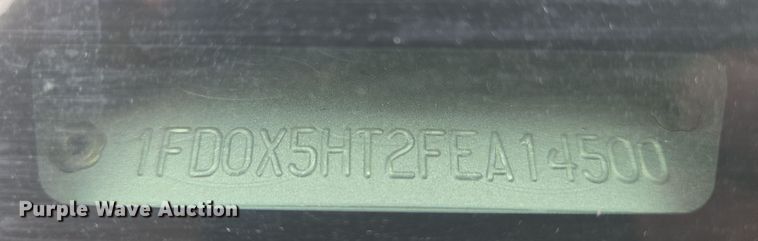 1FD0X5HT2FEA14500
Purple Wave Auction